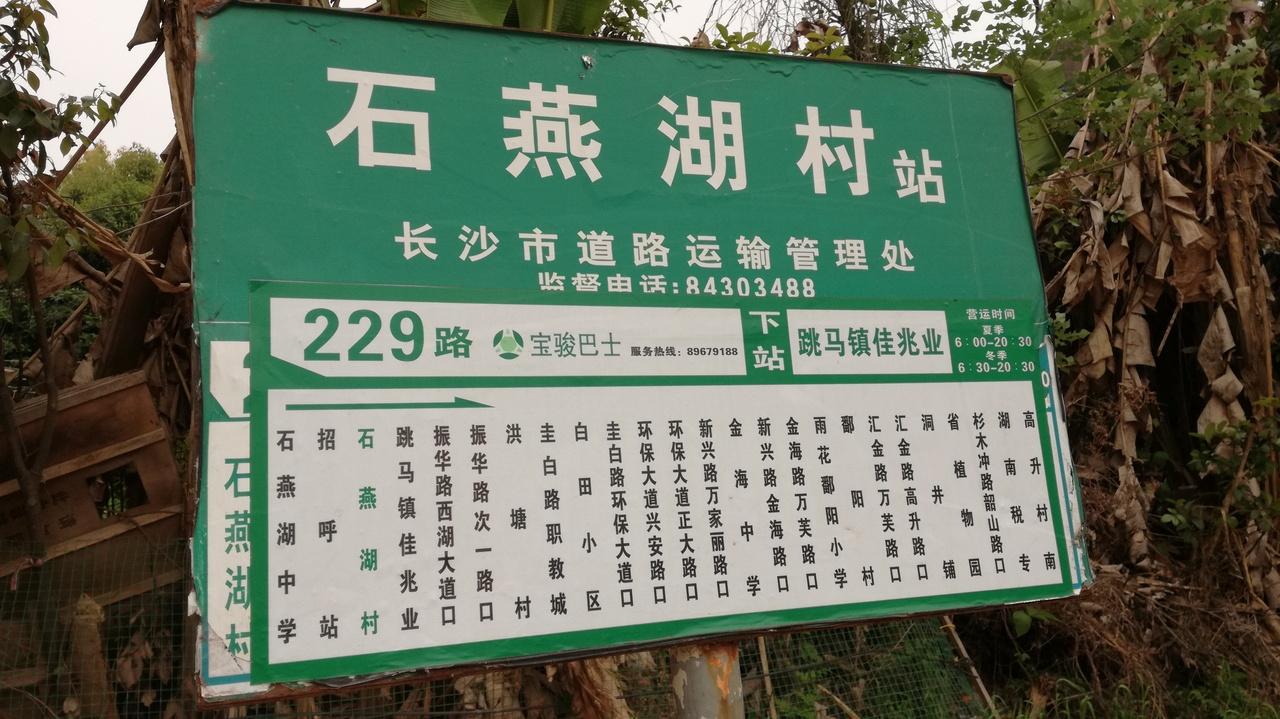 石燕湖村站
长沙市道路运输管理处
监督电话:84303488
229路
宝骏巴士
服务热线：89679188
下站
跳马镇佳兆业
营运时间
夏季
6：00-20：30
冬季
6：30-20：30
石燕湖中学
招呼站
石燕湖村
跳马镇佳兆业
振华路西湖大道口
振华路次一路口
洪塘村
圭白路职教城
白田小区
圭白路环保大道口
环保大道兴安路口
环保大道正大路口
新兴路万家丽路口
金海中学
新兴路金海路口
金海路万芙路口
雨花鄱阳小学
鄱阳村
汇金路万芙路口
汇金路高升路口
洞井铺
省植物园
杉木冲路韶山路口
湖南税专
高升村南
石燕湖村